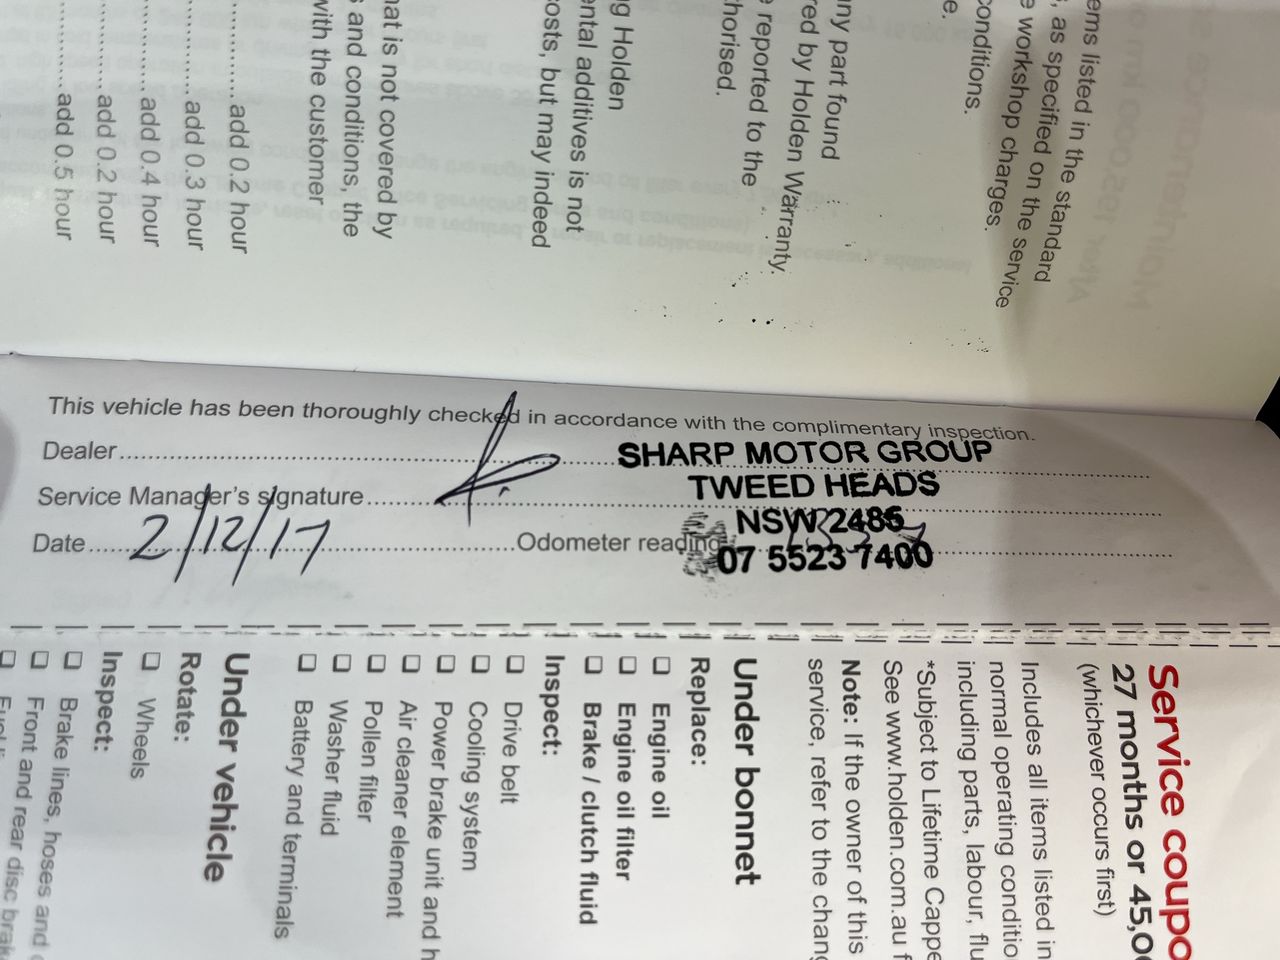 ems listed in the standard
, as specified on the service
e workshop charges.
conditions.
e.
ny part found
red by Holden Warranty.
e reported to the
horised.
g Holden
ental additives is not
osts, but may indeed
hat is not covered by
s and conditions, the
with the customer
add 0.2 hour
add 0.3 hour
add 0.4 hour
add 0.2 hour
add 0.5 hour
This vehicle has been thoroughly checked in accordance with the complimentary inspection.
Dealer SHARP MOTOR GROUP
TWEED HEADS
Service Manager's signature
NSW 2485
Date 2/12/17 Odometer reading
07 5523 7400
Service coupo
27 months or 45,0
(whichever occurs first)
Includes all items listed in
normal operating conditio
including parts, labour, flu
*Subject to Lifetime Cappe
See www.holden.com.au f
Note: If the owner of this
service, refer to the chang
Under bonnet
Replace:
Engine oil
Engine oil filter
Brake / clutch fluid
Inspect:
Drive belt
Cooling system
Power brake unit and h
Air cleaner element
Pollen filter
Washer fluid
Battery and terminals
Under vehicle
Rotate:
Wheels
Inspect:
Brake lines, hoses and
Front and rear disc brak